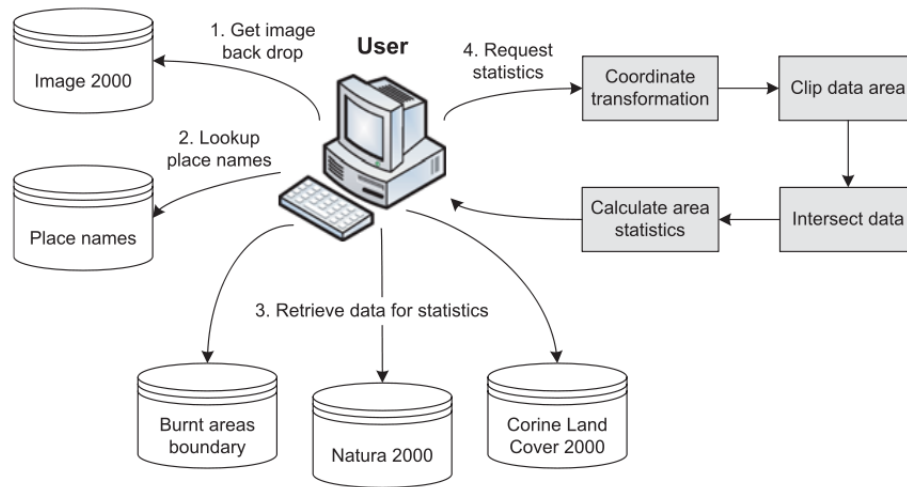 1. Get image
back drop
User
4. Request
statistics
Image 2000
Coordinate
transformation
Clip data area
2. Lookup
place names
Place names
Calculate area
statistics
Intersect data
3. Retrieve data for statistics
Burnt areas
boundary
Natura 2000
Corine Land
Cover 2000